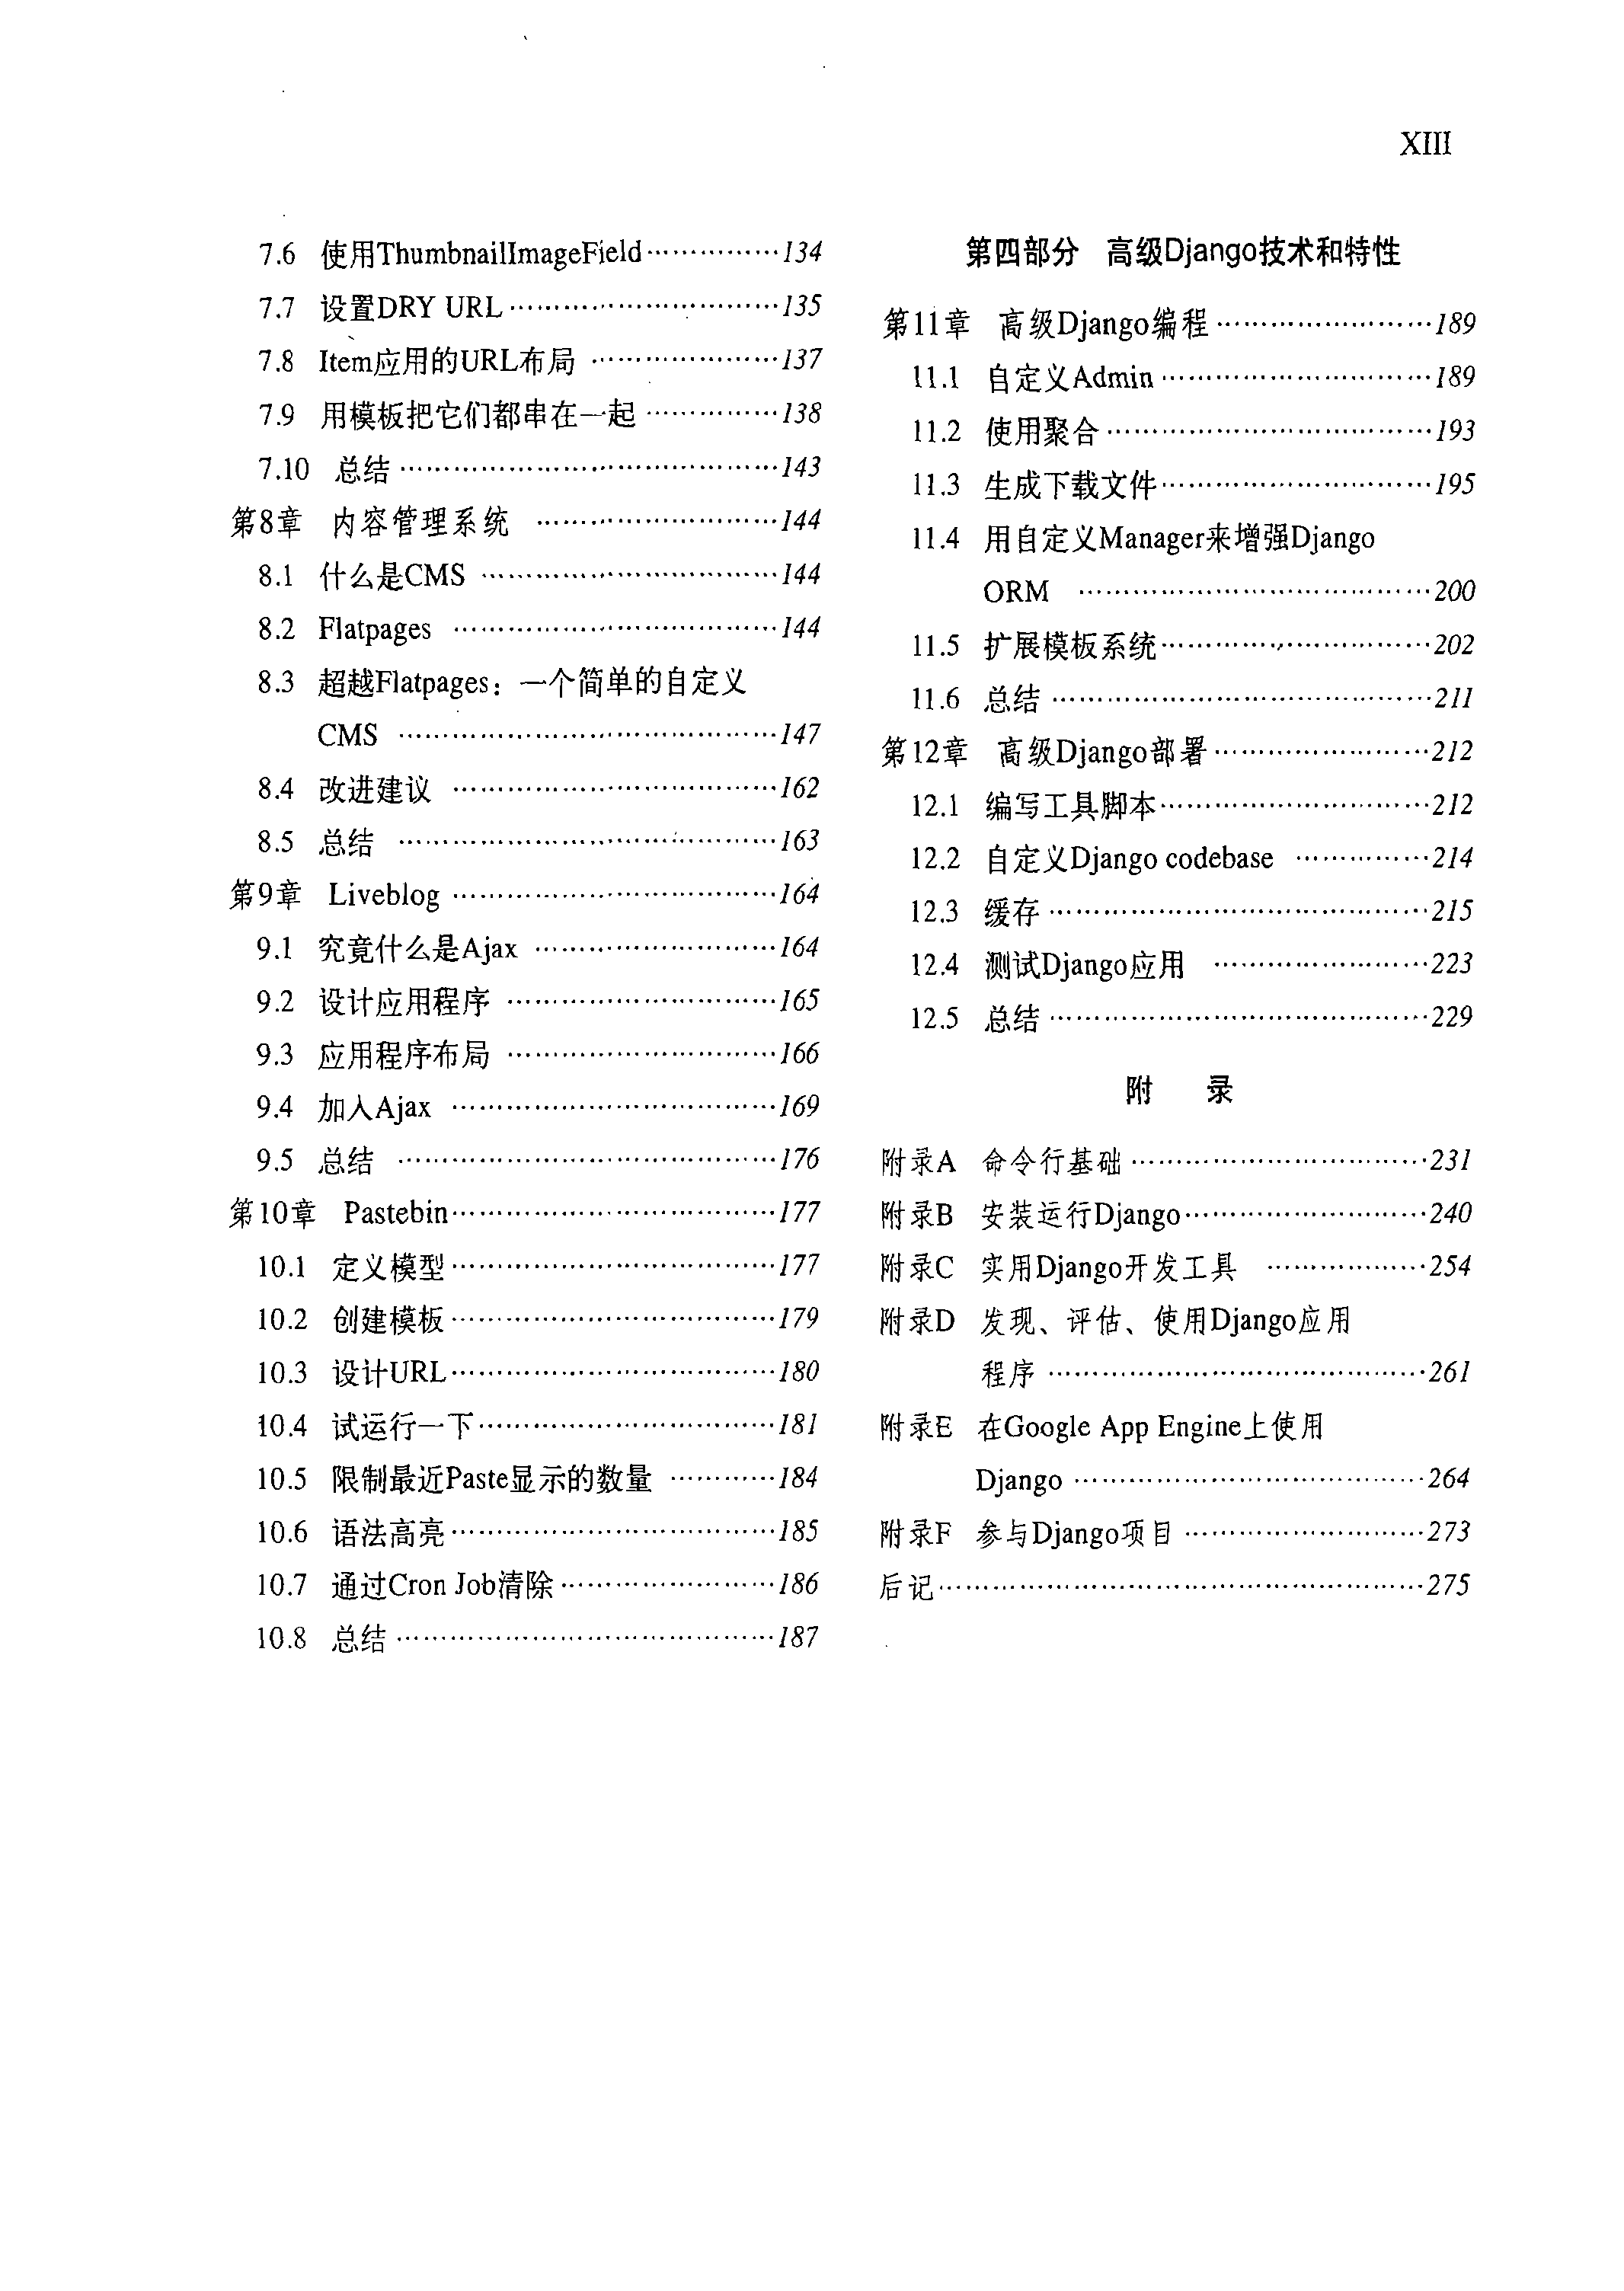 XIII
7.6 使用ThumbnailImageField……………134
7.7 设置DRY URL……………………………135
7.8 Item应用的URL布局……………………137
7.9 用模板把它们都串在一起……………138
7.10 总结………………………………………143
第8章 内容管理系统…………………………144
8.1 什么是CMS………………………………144
8.2 Flatpages…………………………………144
8.3 超越Flatpages：一个简单的自定义
CMS………………………………………147
8.4 改进建议…………………………………162
8.5 总结………………………………………163
第9章 Liveblog…………………………………164
9.1 究竟什么是Ajax…………………………164
9.2 设计应用程序……………………………165
9.3 应用程序布局……………………………166
9.4 加入Ajax…………………………………169
9.5 总结………………………………………176
第10章 Pastebin…………………………………177
10.1 定义模型…………………………………177
10.2 创建模板…………………………………179
10.3 设计URL…………………………………180
10.4 试运行一下………………………………181
10.5 限制最近Paste显示的数量…………184
10.6 语法高亮…………………………………185
10.7 通过Cron Job清除……………………186
10.8 总结………………………………………187
第四部分 高级Django技术和特性
第11章 高级Django编程……………………189
11.1 自定义Admin……………………………189
11.2 使用聚合…………………………………193
11.3 生成下载文件……………………………195
11.4 用自定义Manager来增强Django
ORM………………………………………200
11.5 扩展模板系统……………………………202
11.6 总结………………………………………211
第12章 高级Django部署……………………212
12.1 编写工具脚本……………………………212
12.2 自定义Django codebase……………214
12.3 缓存………………………………………215
12.4 测试Django应用………………………223
12.5 总结………………………………………229
附 录
附录A 命令行基础……………………………231
附录B 安装运行Django………………………240
附录C 实用Django开发工具………………254
附录D 发现、评估、使用Django应用
程序………………………………………261
附录E 在Google App Engine上使用
Django……………………………………264
附录F 参与Django项目………………………273
后记………………………………………………275